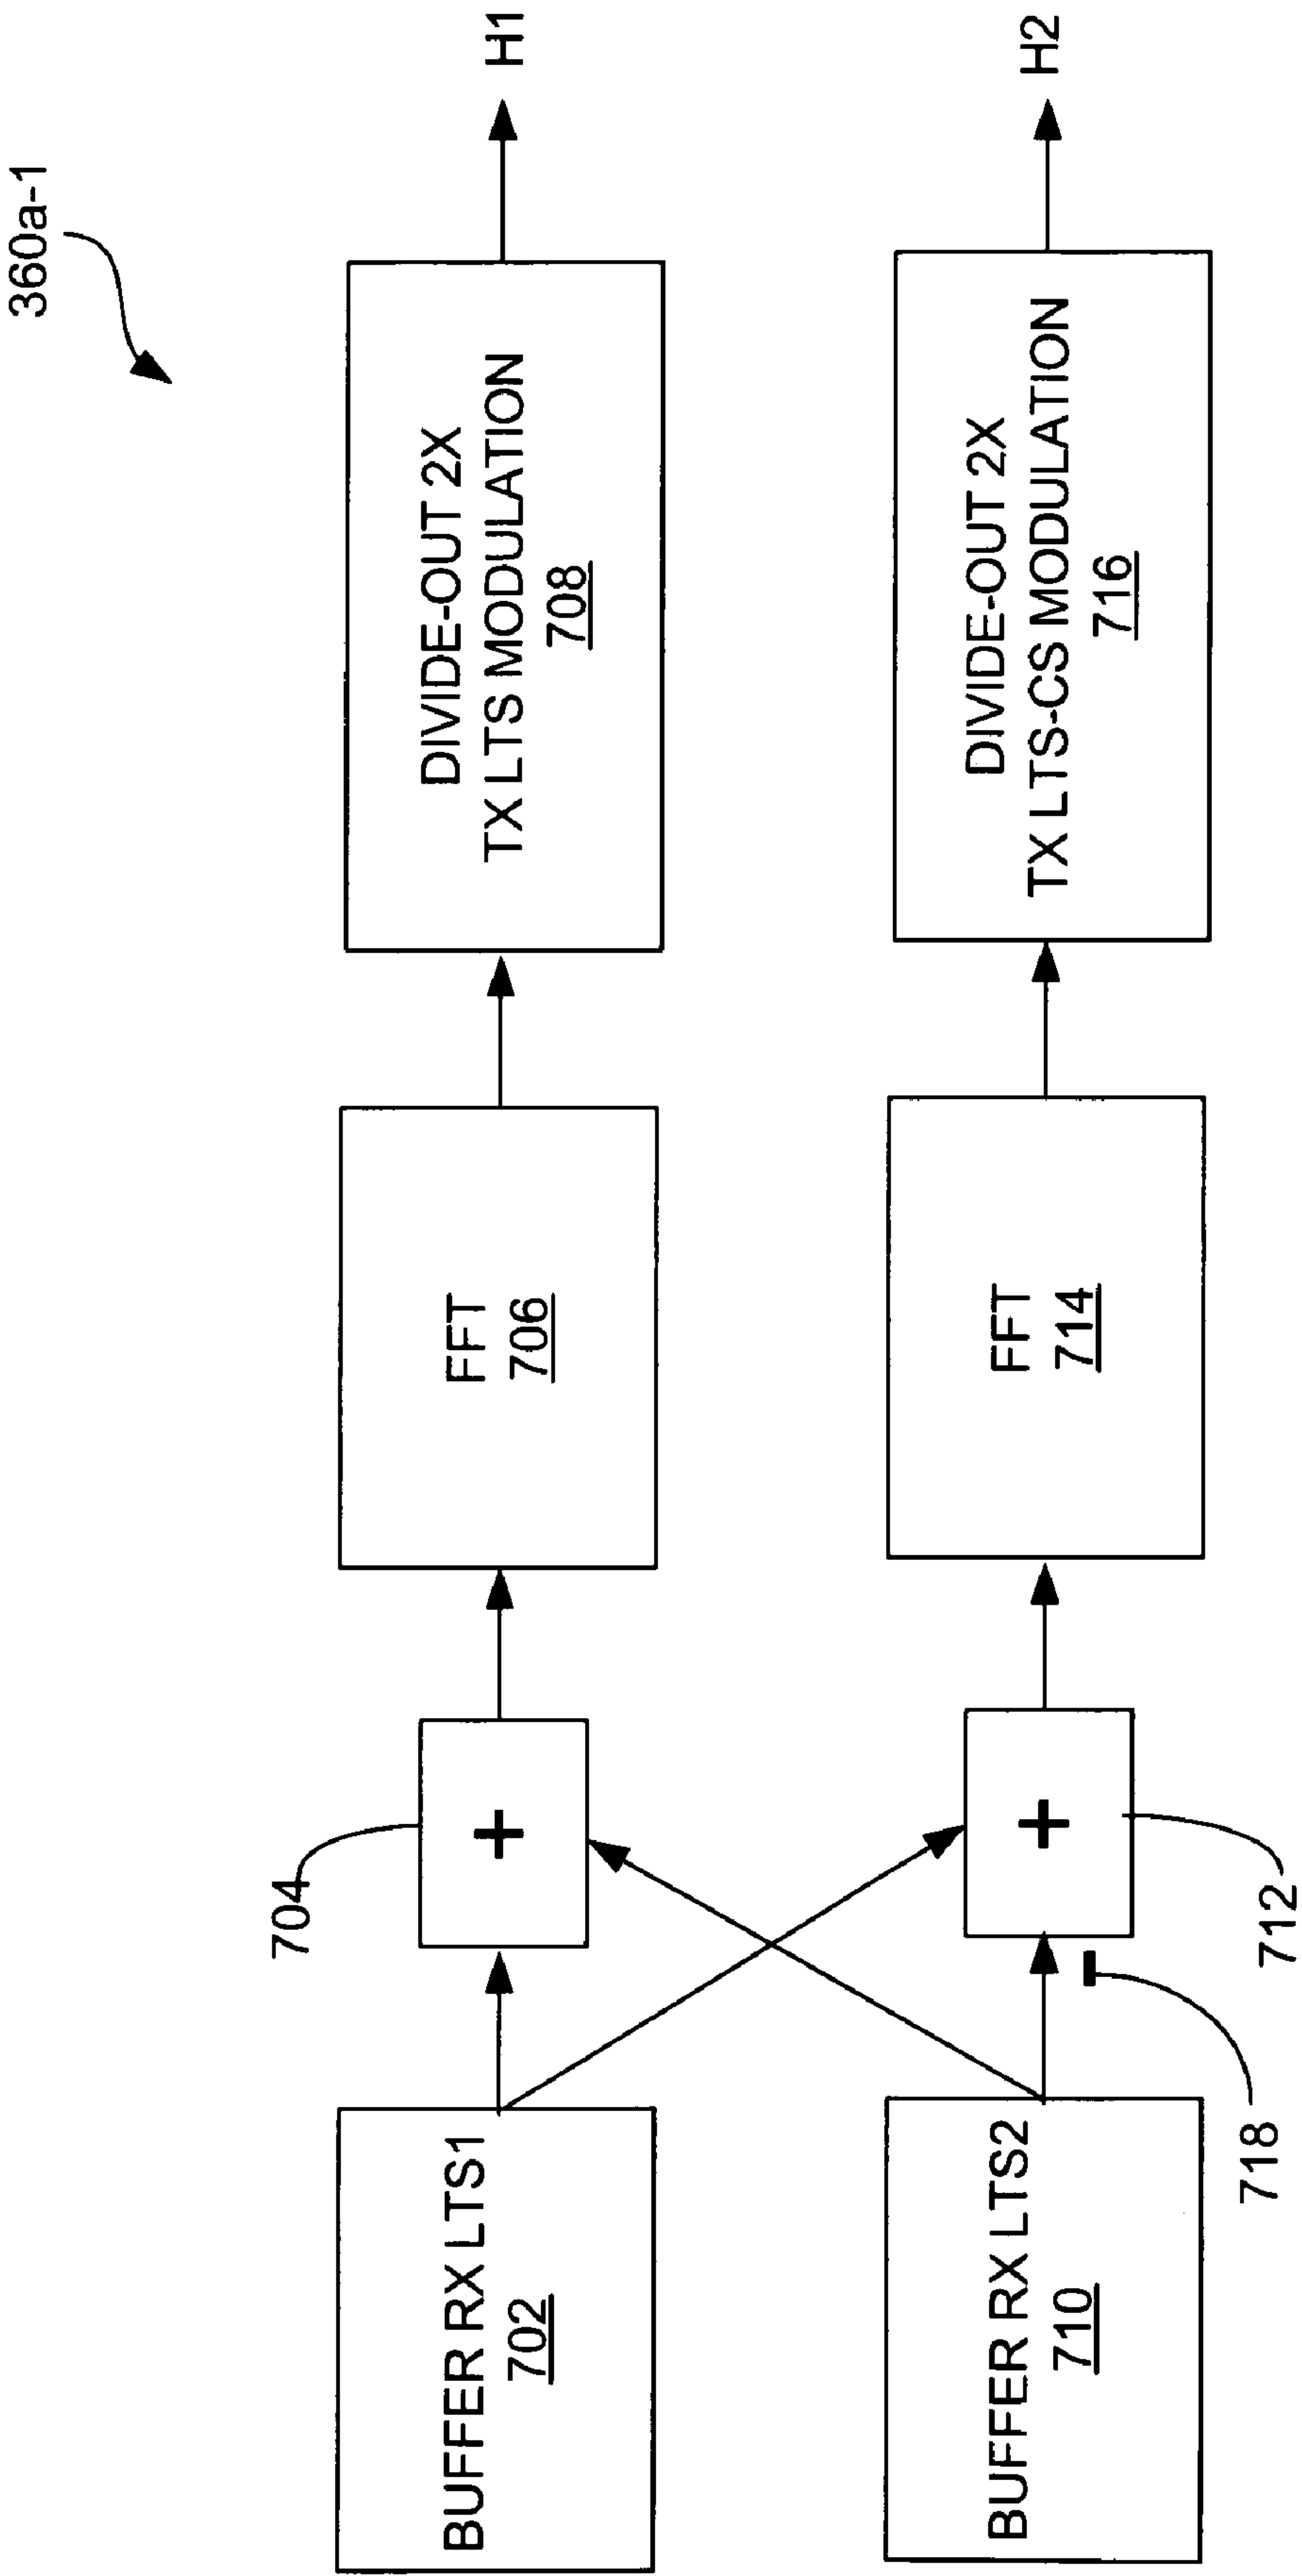 360a-1
BUFFER RX LTS1
702
704
+
FFT
706
DIVIDE-OUT 2X
TX LTS MODULATION
708
H1
BUFFER RX LTS2
710
718
-
+
712
FFT
714
DIVIDE-OUT 2X
TX LTS-CS MODULATION
716
H2